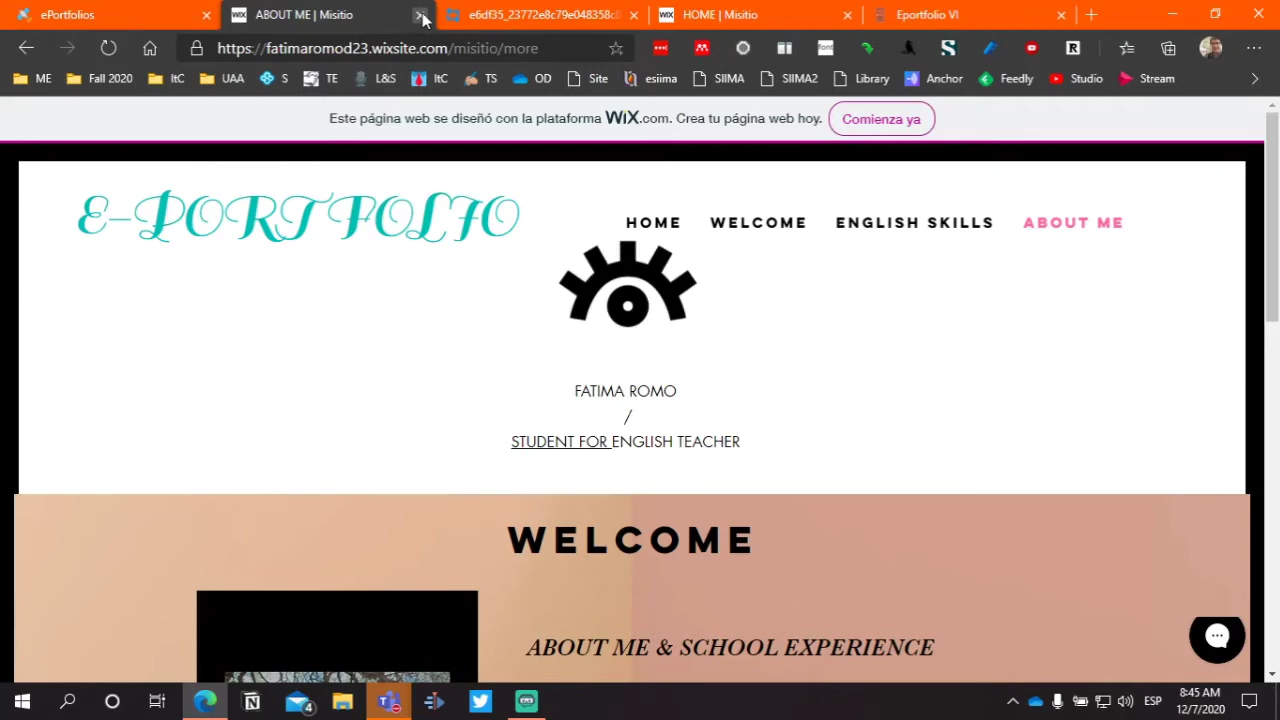 ePortfolios
ABOUT ME | Misitio
e6df35_23772e8c79e048358c8
HOME | Misitio
Eportfolio VI
https://fatimaromod23.wixsite.com/misitio/more
ME
Fall 2020
ItC
UAA
S
TE
L&S
ItC
TS
OD
Site
esiima
SIIMA
SIIMA2
Library
Anchor
Feedly
Studio
Stream
Este página web se diseñó con la plataforma WiX.com. Crea tu página web hoy.
Comienza ya
E-PORTFOLIO
HOME
WELCOME
ENGLISH SKILLS
ABOUT ME
FATIMA ROMO
/
STUDENT FOR ENGLISH TEACHER
WELCOME
ABOUT ME & SCHOOL EXPERIENCE
4
ESP
8:45 AM
12/7/2020